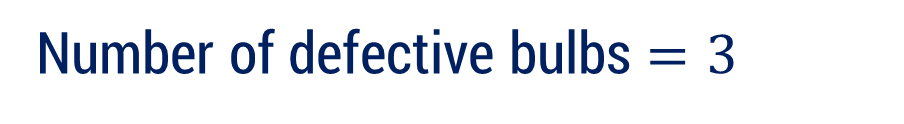 Number of defective bulbs = 3